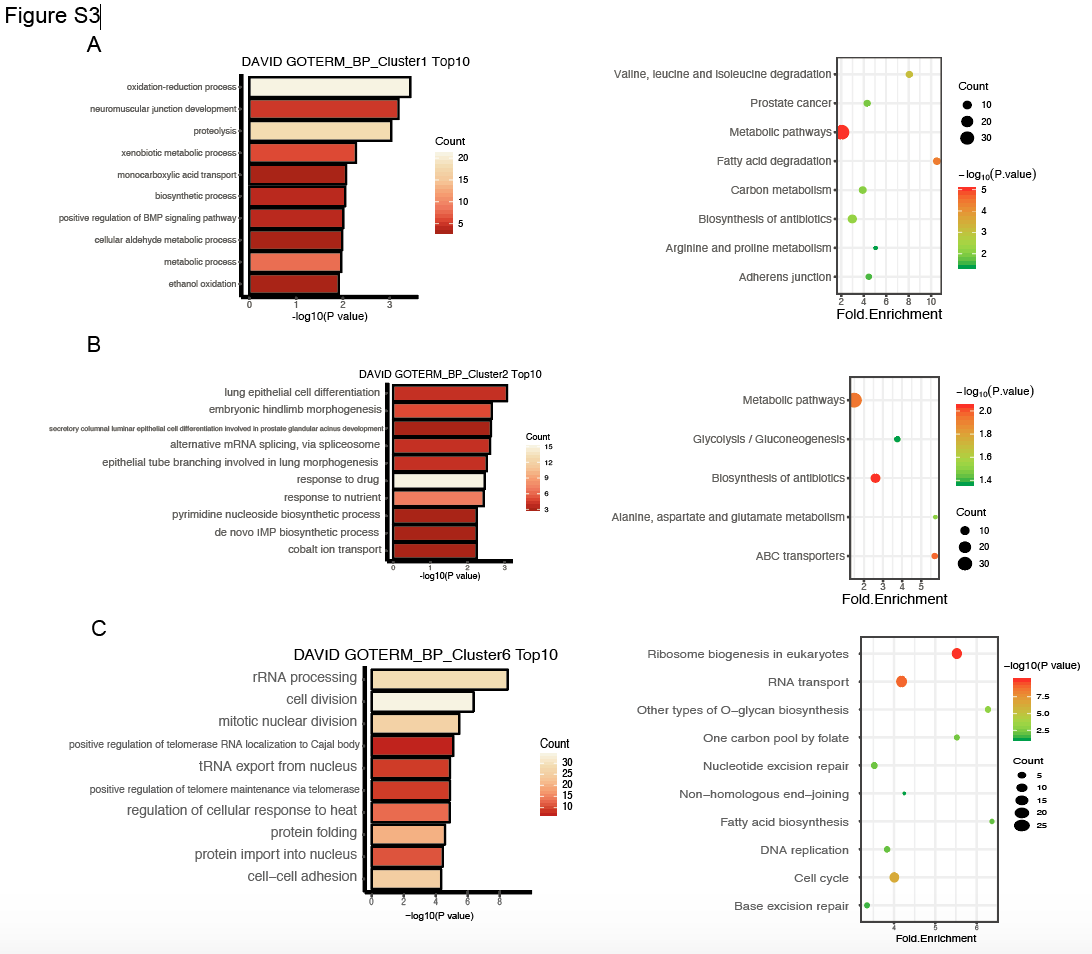 Figure S3
A
DAVID GOTERM_BP_Cluster1 Top10
oxidation-reduction process
neuromuscular junction development
proteolysis
xenobiotic metabolic process
monocarboxylic acid transport
biosynthetic process
positive regulation of BMP signaling pathway
cellular aldehyde metabolic process
metabolic process
ethanol oxidation
0 1 2 3
-log10(P value)
Count
20
15
10
5
Valine, leucine and isoleucine degradation
Prostate cancer
Metabolic pathways
Fatty acid degradation
Carbon metabolism
Biosynthesis of antibiotics
Arginine and proline metabolism
Adherens junction
2 4 6 8 10
Fold.Enrichment
Count
10
20
30
−log10(P.value)
5
4
3
2
B
DAVID GOTERM_BP_Cluster2 Top10
lung epithelial cell differentiation
embryonic hindlimb morphogenesis
secretory columnal luminar epithelial cell differentiation involved in prostate glandular acinus development
alternative mRNA splicing, via spliceosome
epithelial tube branching involved in lung morphogenesis
response to drug
response to nutrient
pyrimidine nucleoside biosynthetic process
de novo IMP biosynthetic process
cobalt ion transport
0 1 2 3
-log10(P value)
Count
15
12
9
6
3
Metabolic pathways
Glycolysis / Gluconeogenesis
Biosynthesis of antibiotics
Alanine, aspartate and glutamate metabolism
ABC transporters
2 3 4 5
Fold.Enrichment
−log10(P.value)
2.0
1.8
1.6
1.4
Count
10
20
30
C
DAVID GOTERM_BP_Cluster6 Top10
rRNA processing
cell division
mitotic nuclear division
positive regulation of telomerase RNA localization to Cajal body
tRNA export from nucleus
positive regulation of telomere maintenance via telomerase
regulation of cellular response to heat
protein folding
protein import into nucleus
cell−cell adhesion
0 2 4 6 8
−log10(P value)
Count
30
25
20
15
10
Ribosome biogenesis in eukaryotes
RNA transport
Other types of O−glycan biosynthesis
One carbon pool by folate
Nucleotide excision repair
Non−homologous end−joining
Fatty acid biosynthesis
DNA replication
Cell cycle
Base excision repair
4 5 6
Fold.Enrichment
−log10(P value)
7.5
5.0
2.5
Count
5
10
15
20
25